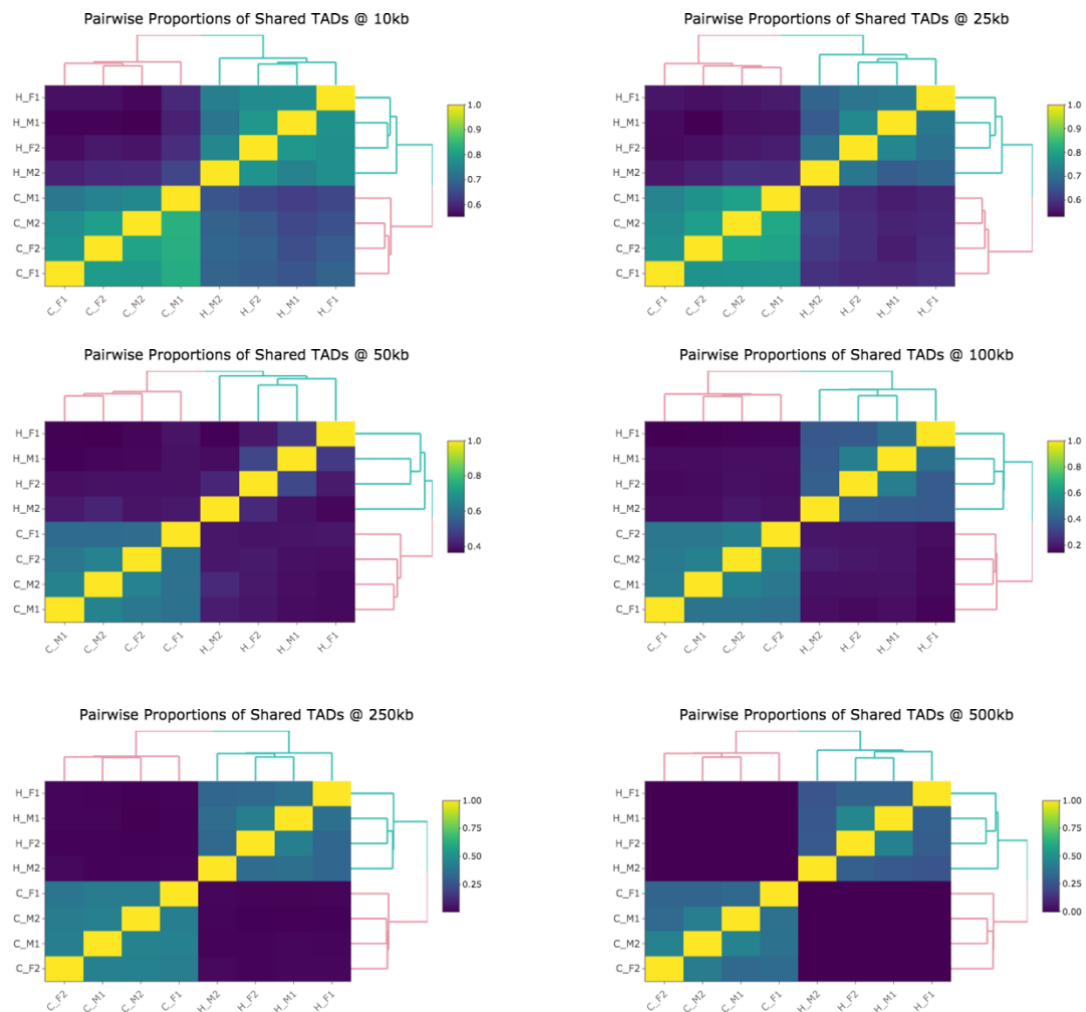 Pairwise Proportions of Shared TADs @ 10kb
H_F1
H_M1
H_F2
H_M2
C_M1
C_M2
C_F2
C_F1
1.0
0.9
0.8
0.7
0.6
C_F1
C_F2
C_M2
C_M1
H_M2
H_F2
H_M1
H_F1
Pairwise Proportions of Shared TADs @ 25kb
H_F1
H_M1
H_F2
H_M2
C_M1
C_M2
C_F2
C_F1
1.0
0.9
0.8
0.7
0.6
C_F1
C_F2
C_M2
C_M1
H_M2
H_F2
H_M1
H_F1
Pairwise Proportions of Shared TADs @ 50kb
H_F1
H_M1
H_F2
H_M2
C_F1
C_F2
C_M2
C_M1
1.0
0.8
0.6
0.4
C_M1
C_M2
C_F2
C_F1
H_M2
H_F2
H_M1
H_F1
Pairwise Proportions of Shared TADs @ 100kb
H_F1
H_M1
H_F2
H_M2
C_F2
C_M2
C_M1
C_F1
1.0
0.8
0.6
0.4
0.2
C_F1
C_M1
C_M2
C_F2
H_M2
H_F2
H_M1
H_F1
Pairwise Proportions of Shared TADs @ 250kb
H_F1
H_M1
H_F2
H_M2
C_F1
C_M2
C_M1
C_F2
1.00
0.75
0.50
0.25
C_F2
C_M1
C_M2
C_F1
H_M2
H_F2
H_M1
H_F1
Pairwise Proportions of Shared TADs @ 500kb
H_F1
H_M1
H_F2
H_M2
C_F1
C_M1
C_M2
C_F2
1.00
0.75
0.50
0.25
0.00
C_F2
C_M2
C_M1
C_F1
H_M2
H_F2
H_M1
H_F1